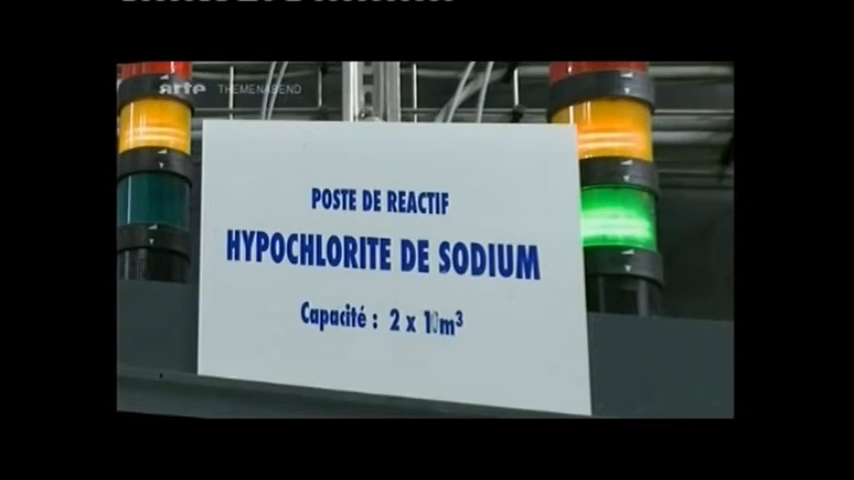 arte THEMENABEND
POSTE DE REACTIF
HYPOCHLORITE DE SODIUM
Capacité : 2 x